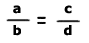 a/b = c/d